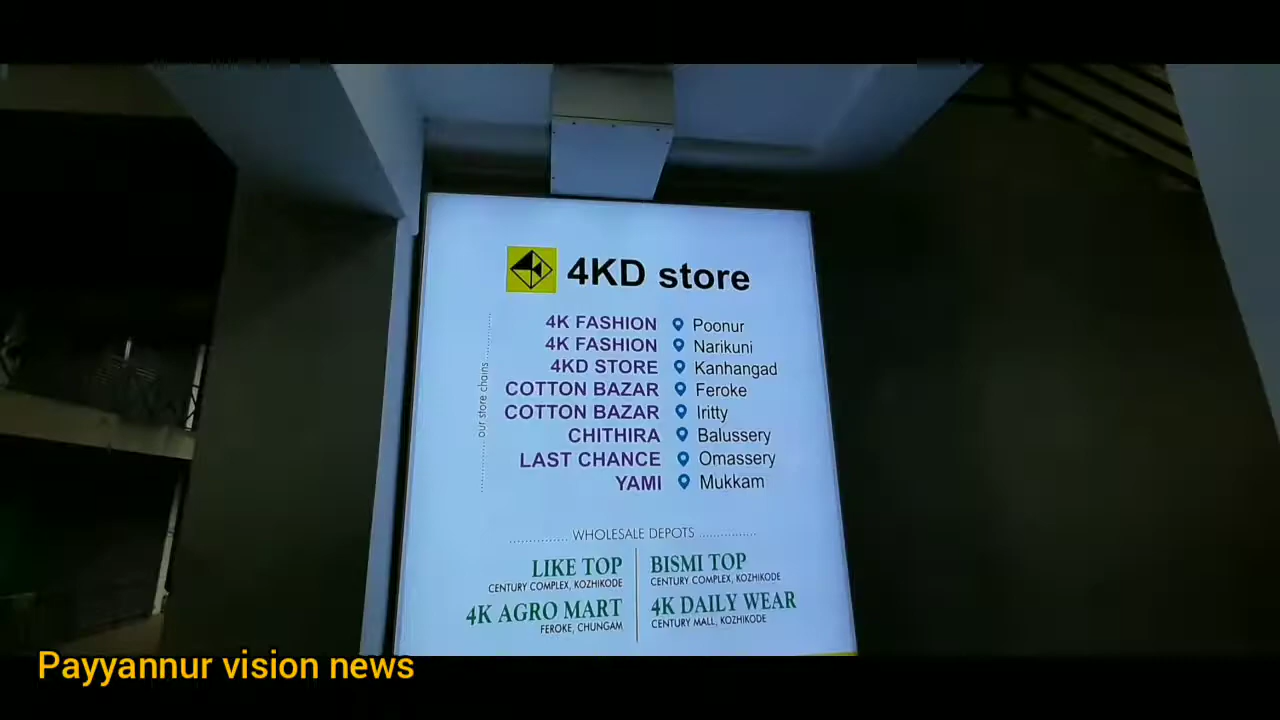 4KD store
our store chains
4K FASHION Poonur
4K FASHION Narikuni
4KD STORE Kanhangad
COTTON BAZAR Feroke
COTTON BAZAR Iritty
CHITHIRA Balussery
LAST CHANCE Omassery
YAMI Mukkam
WHOLESALE DEPOTS
LIKE TOP
CENTURY COMPLEX, KOZHIKODE
BISMI TOP
CENTURY COMPLEX, KOZHIKODE
4K AGRO MART
FEROKE, CHUNGAM
4K DAILY WEAR
CENTURY MALL, KOZHIKODE
Payyannur vision news